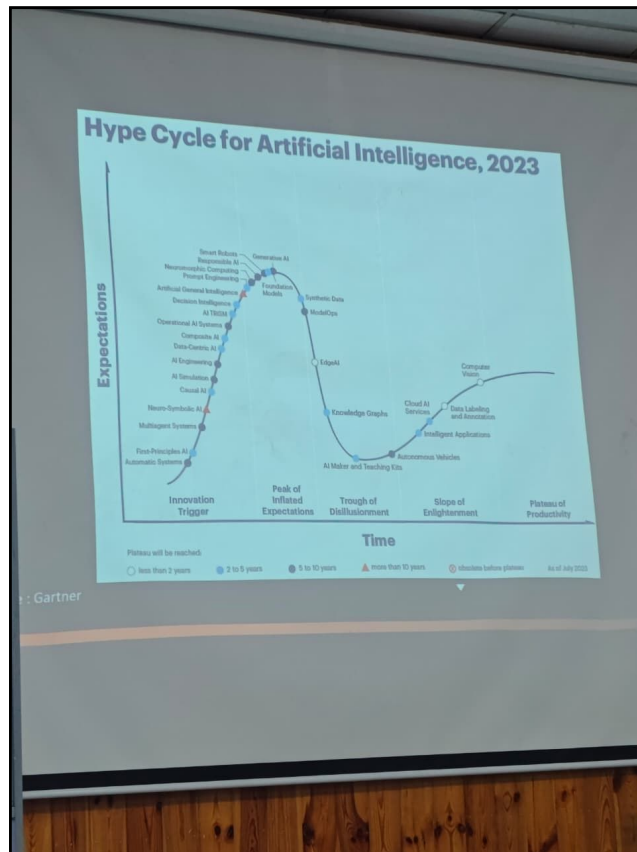 Hype Cycle for Artificial Intelligence, 2023
Expectations
Smart Robots
Responsible AI
Neuromorphic Computing
Prompt Engineering
Artificial General Intelligence
Decision Intelligence
AI TRiSM
Operational AI Systems
Composite AI
Data-Centric AI
AI Engineering
AI Simulation
Causal AI
Neuro-Symbolic AI
Multiagent Systems
First-Principles AI
Automatic Systems
Generative AI
Foundation
Models
Synthetic Data
ModelOps
EdgeAI
Knowledge Graphs
AI Maker and Teaching Kits
Autonomous Vehicles
Intelligent Applications
Cloud AI
Services
Data Labeling
and Annotation
Computer
Vision
Innovation
Trigger
Peak of
Inflated
Expectations
Trough of
Disillusionment
Slope of
Enlightenment
Plateau of
Productivity
Time
Plateau will be reached:
less than 2 years
2 to 5 years
5 to 10 years
more than 10 years
obsolete before plateau
As of July 2023
: Gartner